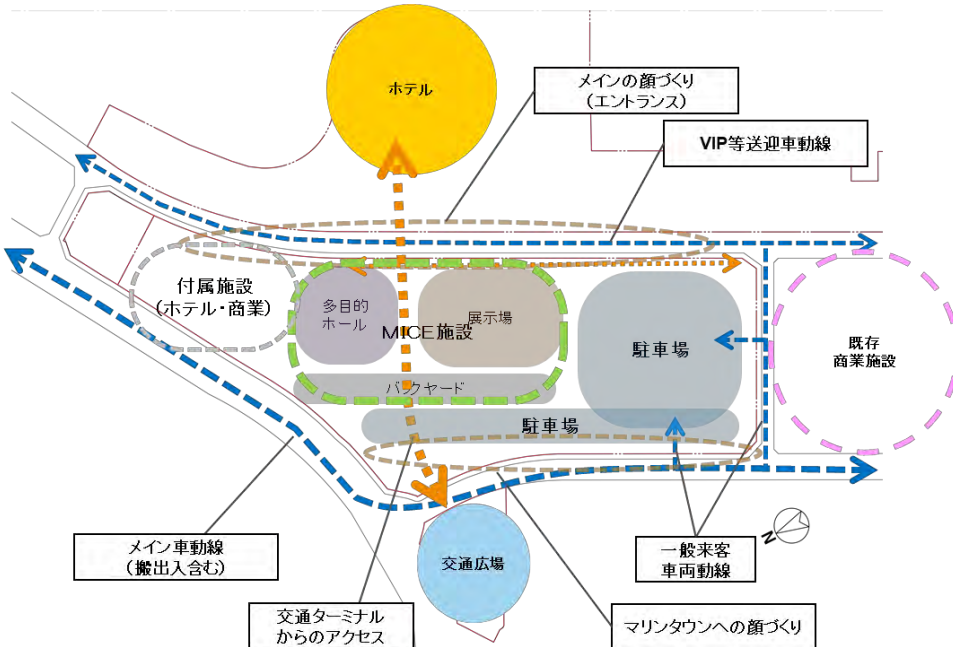 ホテル
メインの顔づくり
(エントランス)
VIP等送迎車動線
付属施設
(ホテル・商業)
多目的
ホール
展示場
MICE施設
駐車場
既存
商業施設
バックヤード
駐車場
メイン車動線
(搬出入含む)
交通広場
一般来客
車両動線
N
交通ターミナル
からのアクセス
マリンタウンへの顔づくり